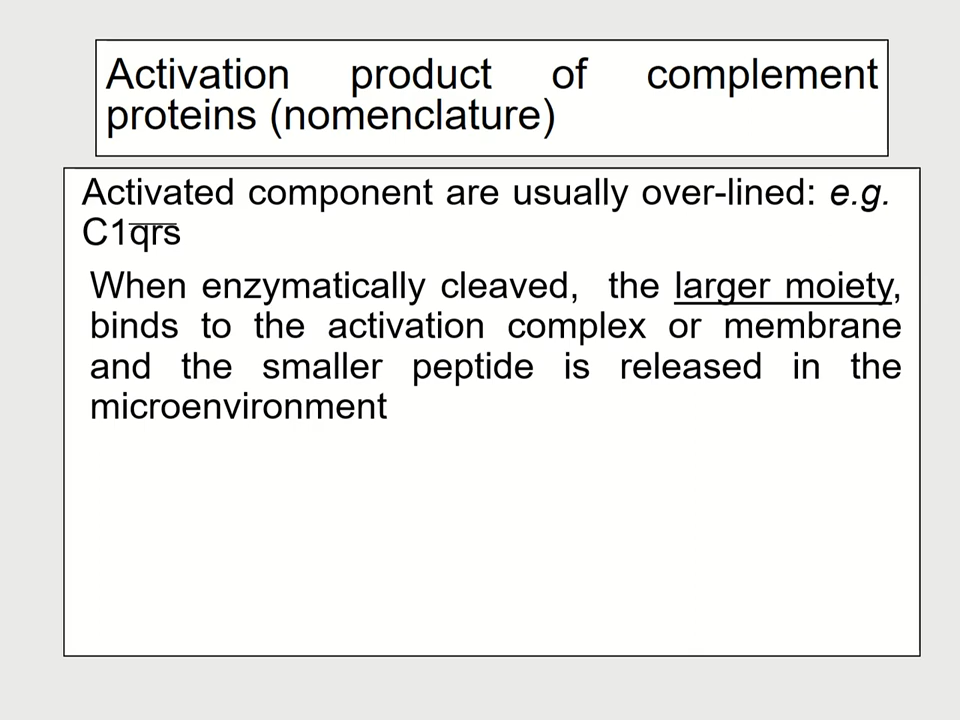 Activation product of complement
proteins (nomenclature)
Activated component are usually over-lined: e.g.
C1q̅r̅s̅
When enzymatically cleaved, the larger moiety,
binds to the activation complex or membrane
and the smaller peptide is released in the
microenvironment